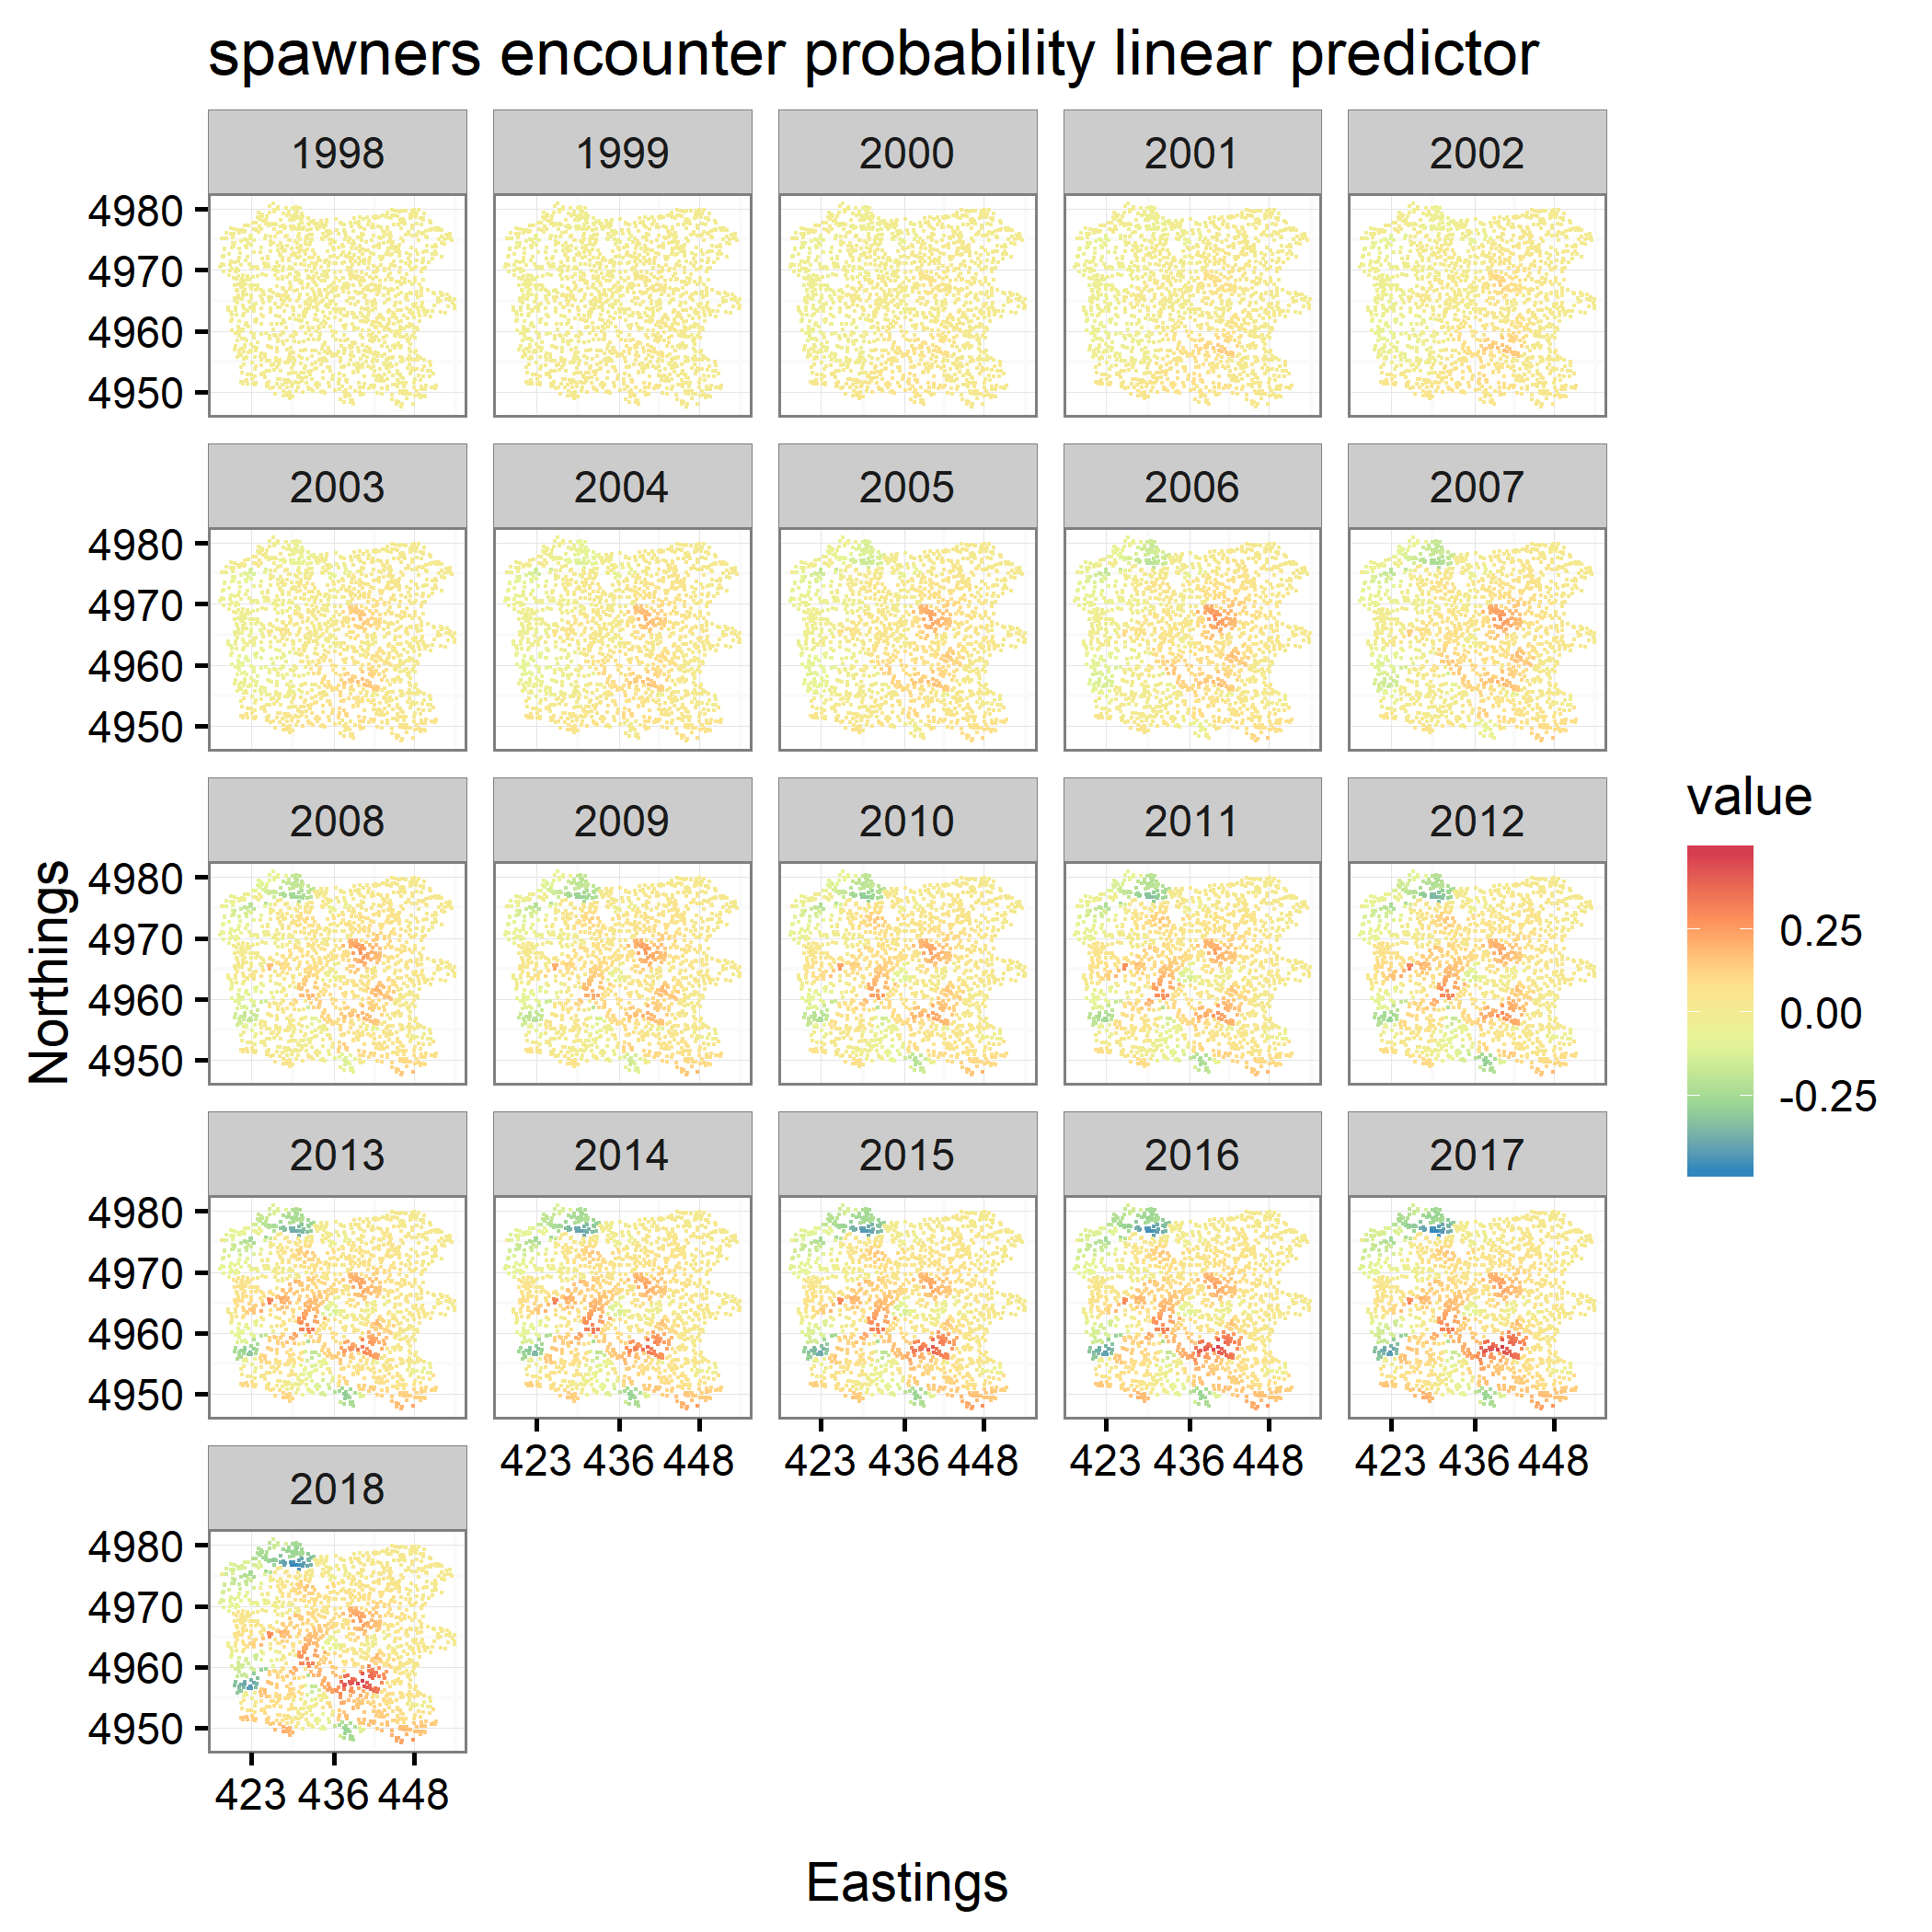 spawners encounter probability linear predictor
1998 1999 2000 2001 2002
4980
4970
4960
4950
2003 2004 2005 2006 2007
4980
4970
4960
4950
2008 2009 2010 2011 2012
4980
4970
4960
4950
2013 2014 2015 2016 2017
4980
4970
4960
4950
423 436 448 423 436 448 423 436 448 423 436 448
2018
4980
4970
4960
4950
423 436 448
Northings
Eastings
value
0.25
0.00
-0.25